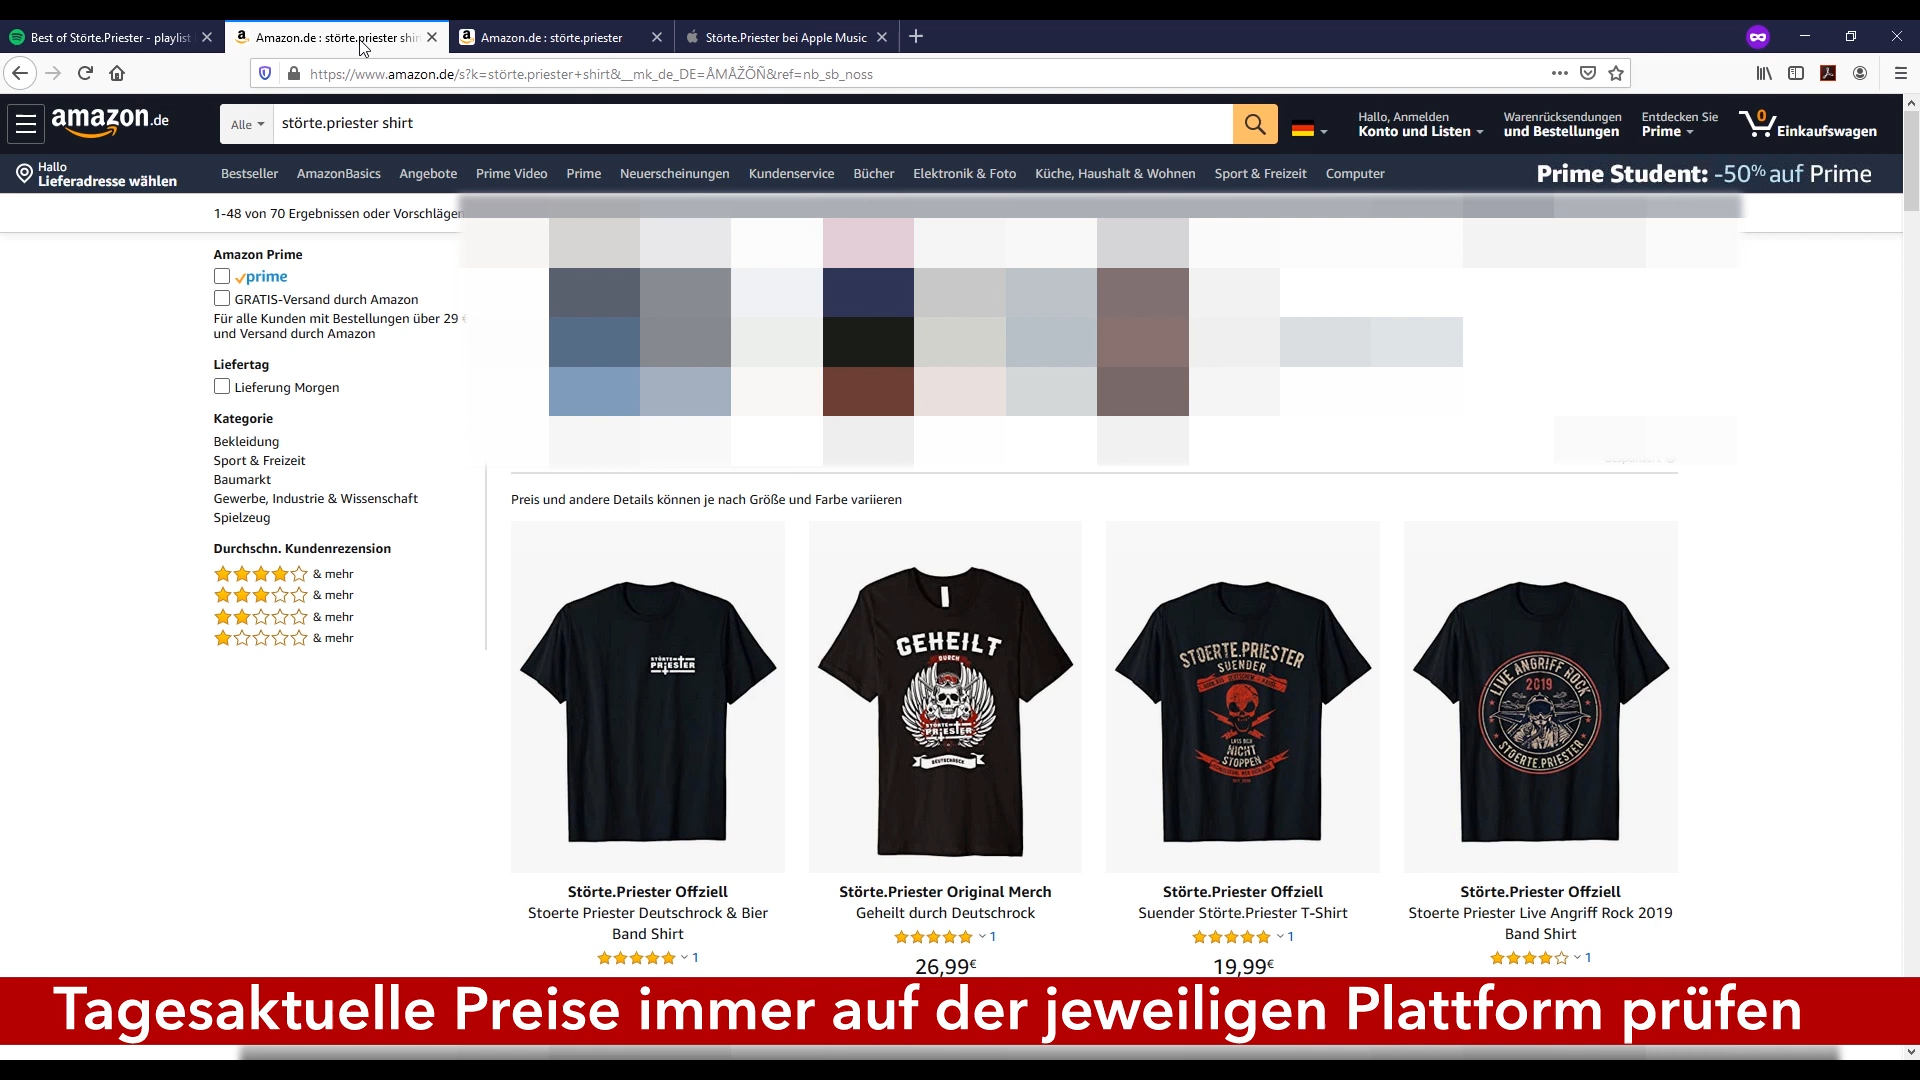 Best of Störte.Priester - playlist
Amazon.de : störte.priester shirt
Amazon.de : störte.priester
Störte.Priester bei Apple Music
https://www.amazon.de/s?k=störte.priester+shirt&__mk_de_DE=ÅMÅŽÕÑ&ref=nb_sb_noss
amazon.de
Alle
störte.priester shirt
Hallo, Anmelden
Konto und Listen
Warenrücksendungen
und Bestellungen
Entdecken Sie
Prime
0
Einkaufswagen
Hallo
Lieferadresse wählen
Bestseller
AmazonBasics
Angebote
Prime Video
Prime
Neuerscheinungen
Kundenservice
Bücher
Elektronik & Foto
Küche, Haushalt & Wohnen
Sport & Freizeit
Computer
Prime Student: -50% auf Prime
1-48 von 70 Ergebnissen oder Vorschlägen
Amazon Prime
prime
GRATIS-Versand durch Amazon
Für alle Kunden mit Bestellungen über 29 €
und Versand durch Amazon
Liefertag
Lieferung Morgen
Kategorie
Bekleidung
Sport & Freizeit
Baumarkt
Gewerbe, Industrie & Wissenschaft
Spielzeug
Durchschn. Kundenrezension
& mehr
& mehr
& mehr
& mehr
Preis und andere Details können je nach Größe und Farbe variieren
STÖRTE
PRIESTER
GEHEILT
DURCH
STÖRTE
PRIESTER
DEUTSCHROCK
STOERTE.PRIESTER
SUENDER
LASS DICH
NICHT
STOPPEN
LIVE ANGRIFF ROCK
2019
STOERTE.PRIESTER
Störte.Priester Offziell
Stoerte Priester Deutschrock & Bier
Band Shirt
1
Störte.Priester Original Merch
Geheilt durch Deutschrock
1
26,99€
Störte.Priester Offziell
Suender Störte.Priester T-Shirt
1
19,99€
Störte.Priester Offziell
Stoerte Priester Live Angriff Rock 2019
Band Shirt
1
Tagesaktuelle Preise immer auf der jeweiligen Plattform prüfen